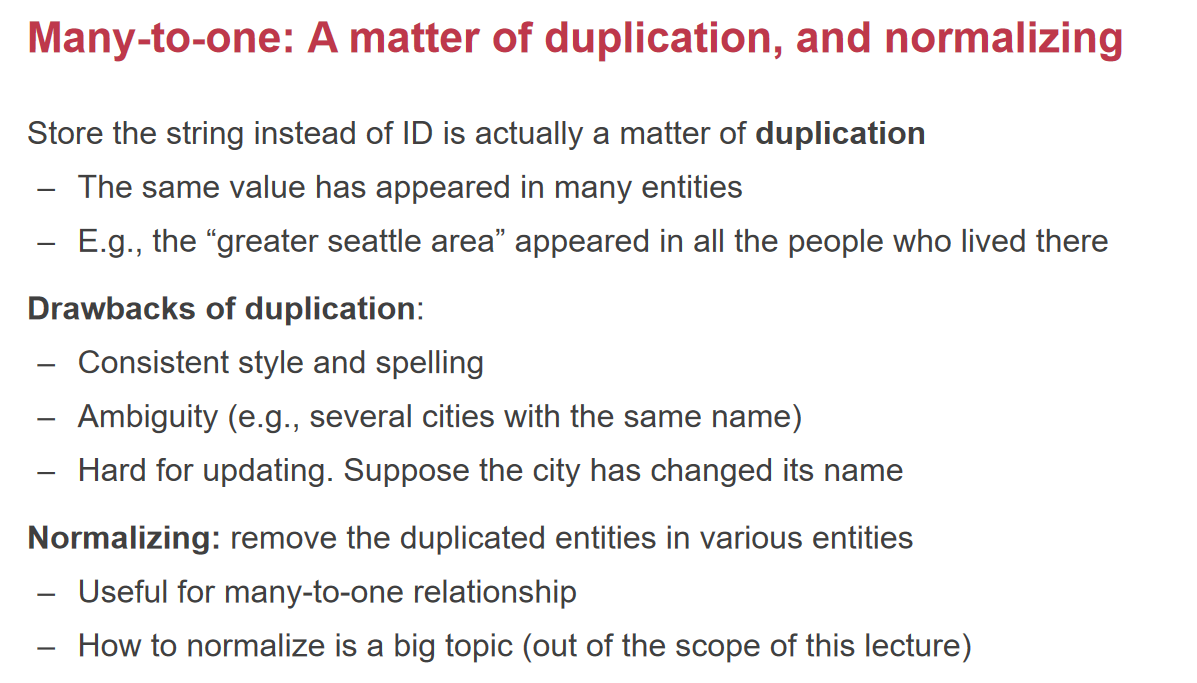 Many-to-one: A matter of duplication, and normalizing
Store the string instead of ID is actually a matter of duplication
– The same value has appeared in many entities
– E.g., the “greater seattle area” appeared in all the people who lived there
Drawbacks of duplication:
– Consistent style and spelling
– Ambiguity (e.g., several cities with the same name)
– Hard for updating. Suppose the city has changed its name
Normalizing: remove the duplicated entities in various entities
– Useful for many-to-one relationship
– How to normalize is a big topic (out of the scope of this lecture)